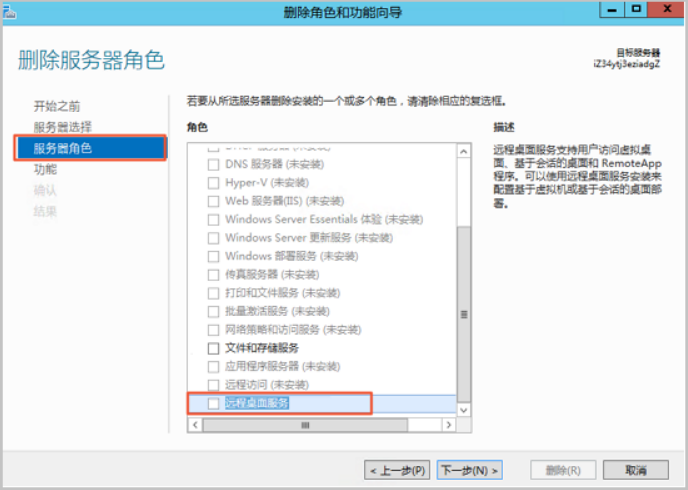 删除角色和功能向导
删除服务器角色
目标服务器
iZ34ytj3eziadgZ
开始之前
服务器选择
服务器角色
功能
确认
结果
若要从所选服务器删除安装的一个或多个角色，请清除相应的复选框。
角色
DNS 服务器 (未安装)
Hyper-V (未安装)
Web 服务器(IIS) (未安装)
Windows Server Essentials 体验 (未安装)
Windows Server 更新服务 (未安装)
Windows 部署服务 (未安装)
传真服务器 (未安装)
打印和文件服务 (未安装)
批量激活服务 (未安装)
网络策略和访问服务 (未安装)
文件和存储服务
应用程序服务器 (未安装)
远程访问 (未安装)
远程桌面服务
描述
远程桌面服务支持用户访问虚拟桌
面、基于会话的桌面和 RemoteApp
程序。可以使用远程桌面服务安装来
配置基于虚拟机或基于会话的桌面部
署。
< 上一步(P)
下一步(N) >
删除(R)
取消